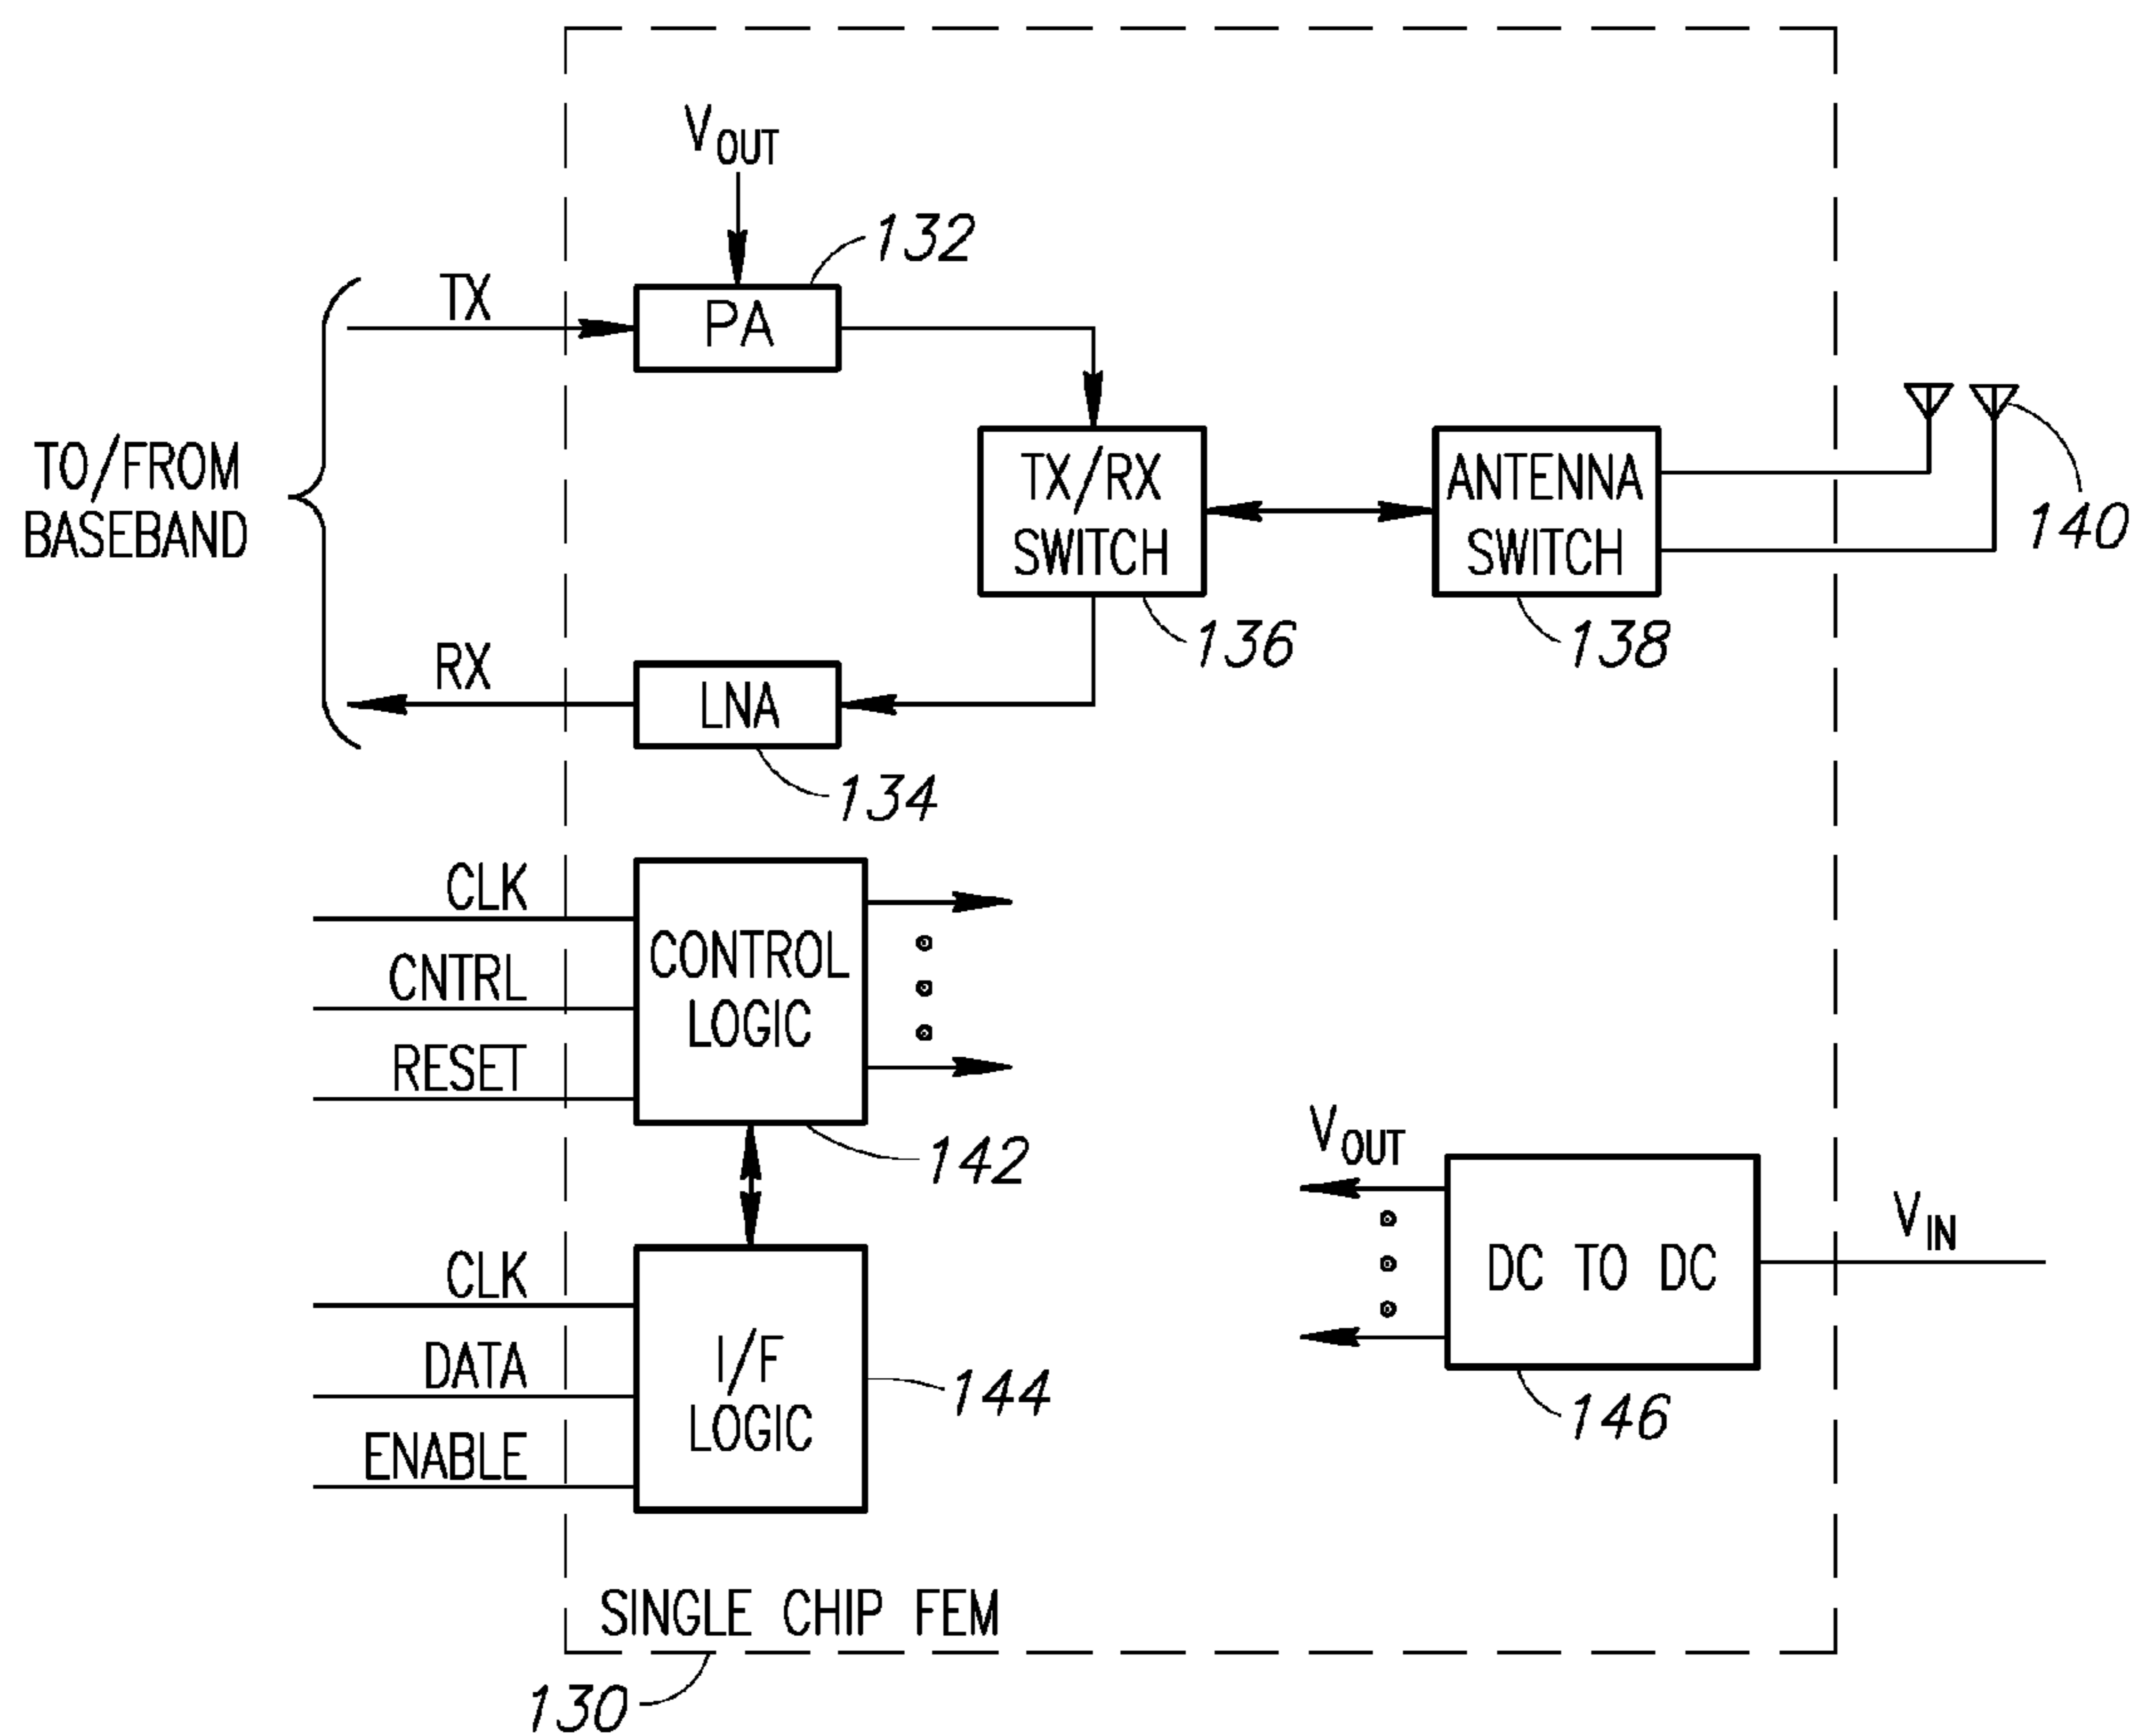 VOUT
132
TX
PA
TO/FROM
BASEBAND
TX/RX
SWITCH
136
ANTENNA
SWITCH
138
140
RX
LNA
134
CLK
CNTRL
RESET
CONTROL
LOGIC
142
CLK
DATA
ENABLE
I/F
LOGIC
144
VOUT
DC TO DC
VIN
146
SINGLE CHIP FEM
130